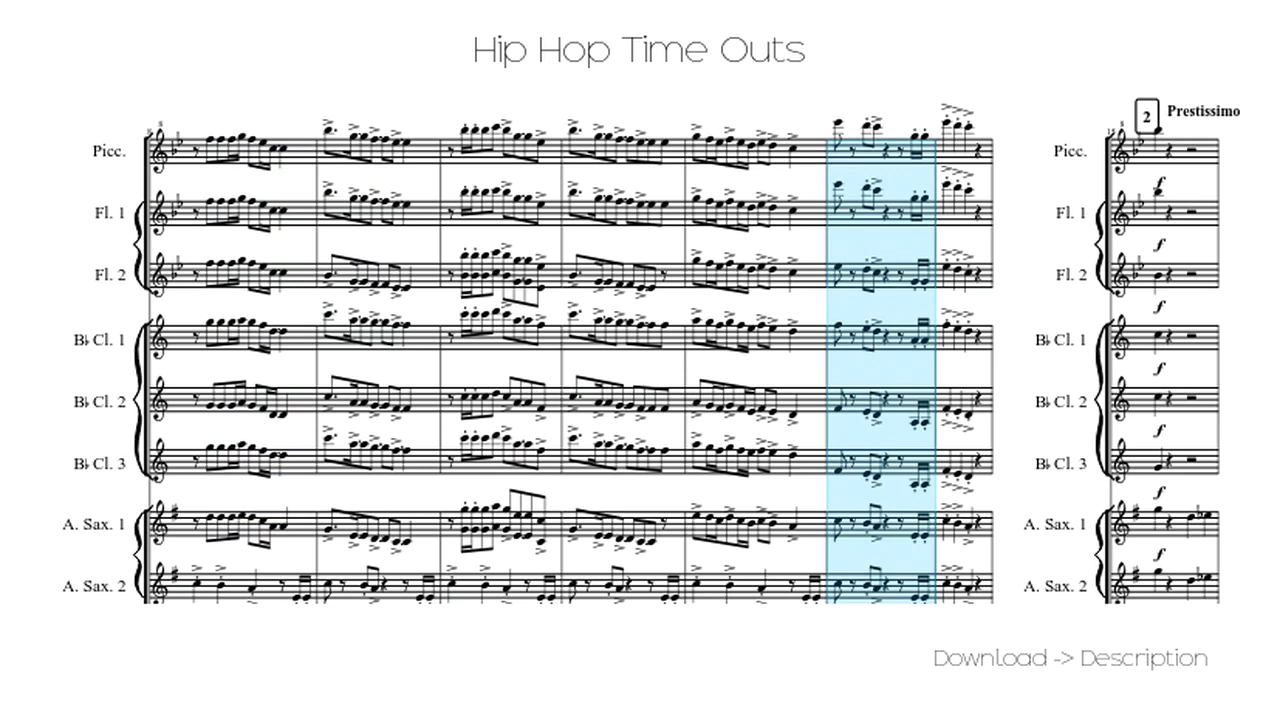 Hip Hop Time Outs
2 Prestissimo
Picc.
Fl. 1
Fl. 2
B♭ Cl. 1
B♭ Cl. 2
B♭ Cl. 3
A. Sax. 1
A. Sax. 2
Picc.
f
Fl. 1
f
Fl. 2
f
B♭ Cl. 1
f
B♭ Cl. 2
f
B♭ Cl. 3
f
A. Sax. 1
f
A. Sax. 2
Download -> Description